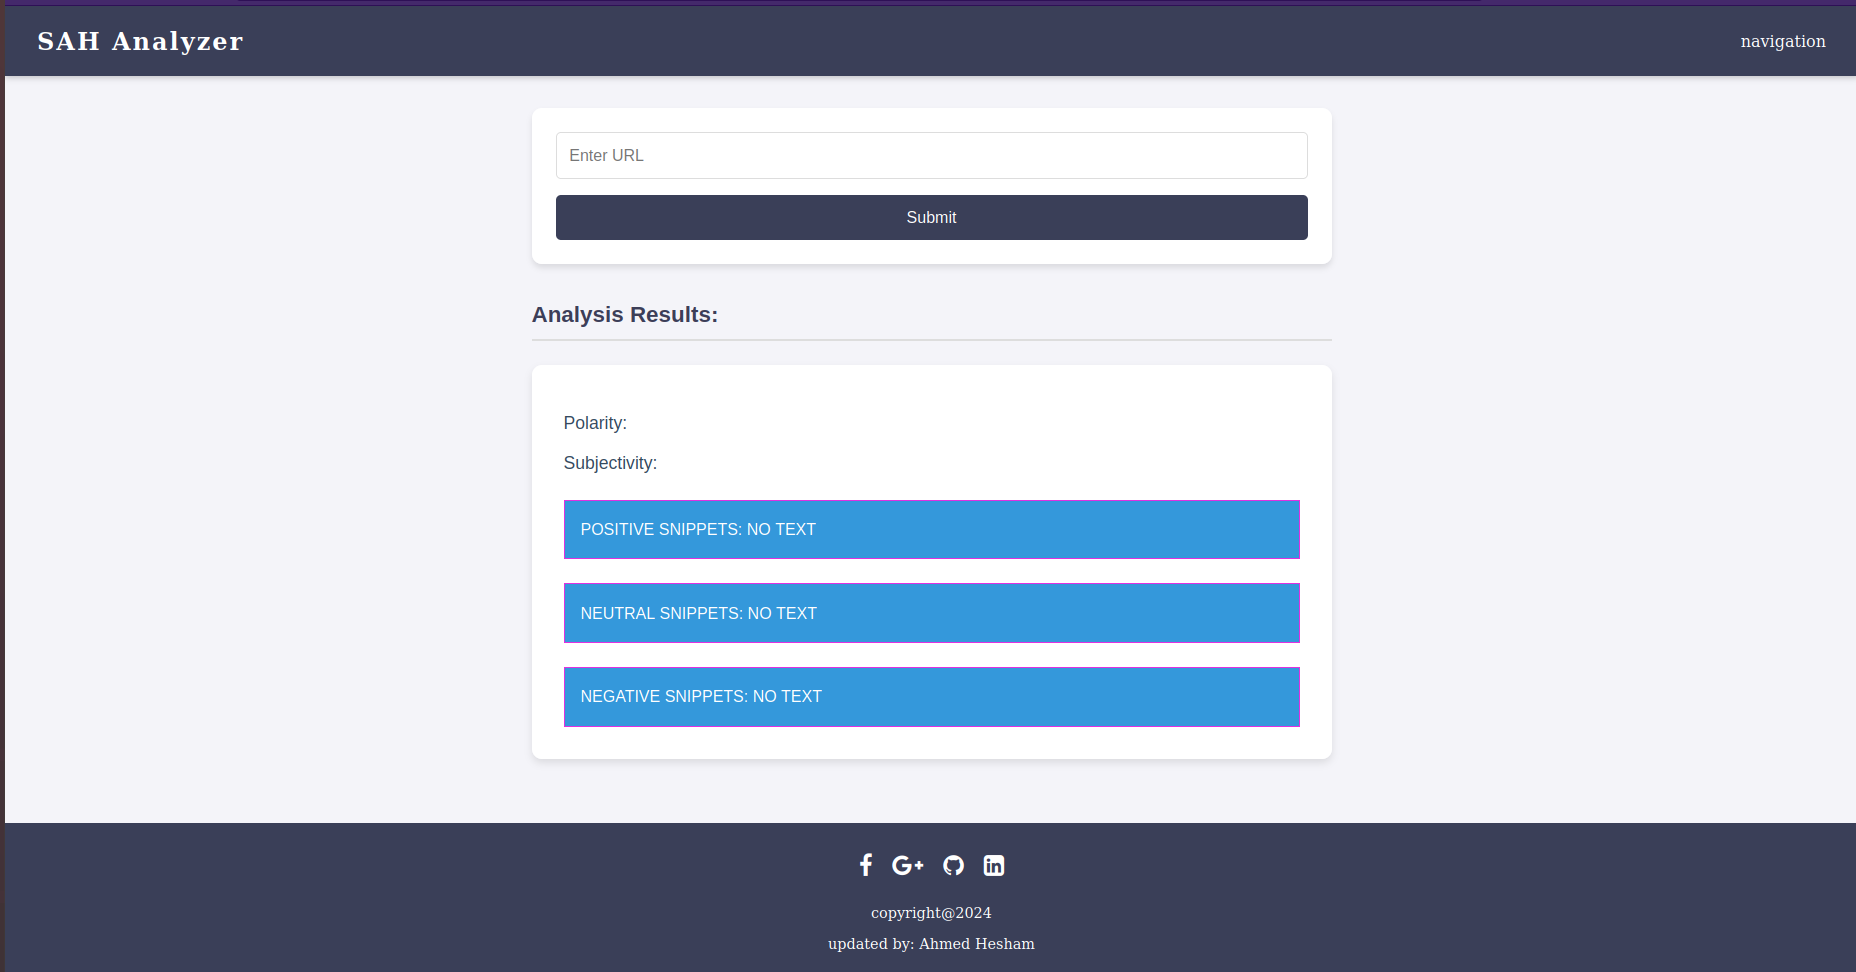 SAH Analyzer
navigation
Enter URL
Submit
Analysis Results:
Polarity:
Subjectivity:
POSITIVE SNIPPETS: NO TEXT
NEUTRAL SNIPPETS: NO TEXT
NEGATIVE SNIPPETS: NO TEXT
copyright@2024
updated by: Ahmed Hesham